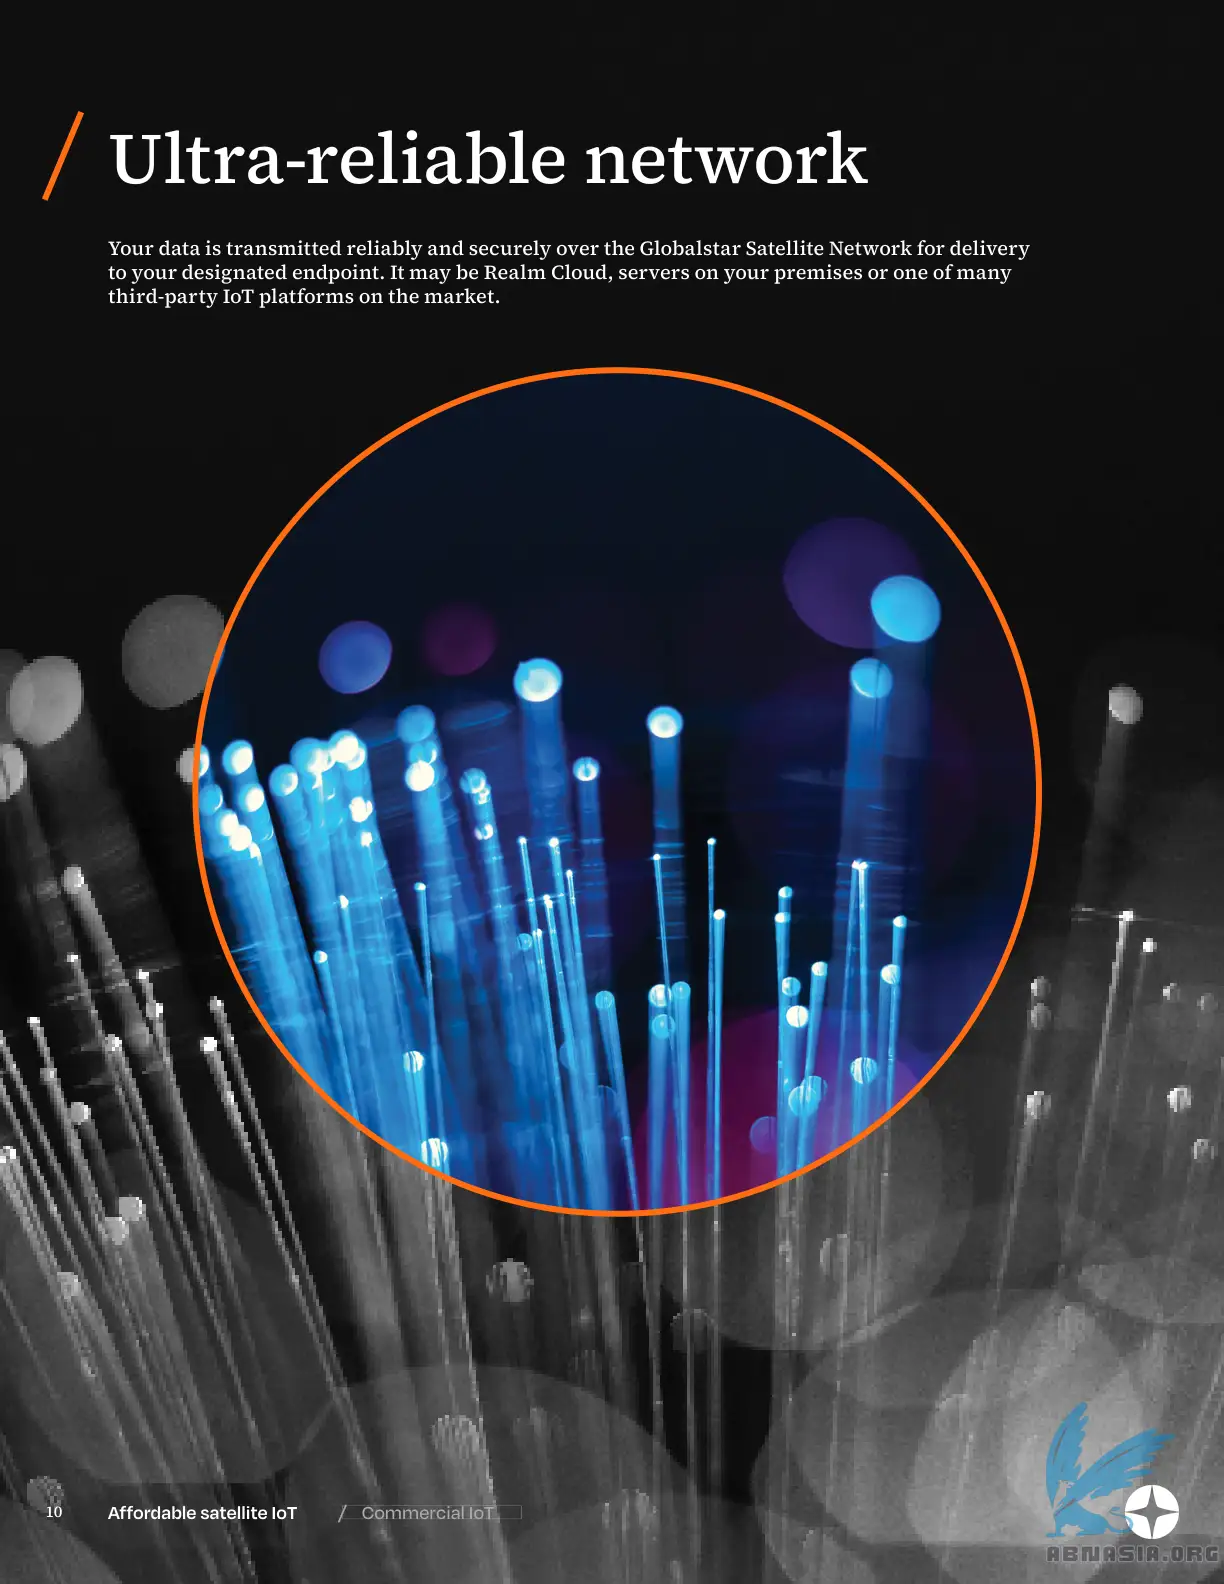 Ultra-reliable network
Your data is transmitted reliably and securely over the Globalstar Satellite Network for delivery
to your designated endpoint. It may be Realm Cloud, servers on your premises or one of many
third-party IoT platforms on the market.
10 Affordable satellite IoT / Commercial IoT
ABNASIA.ORG